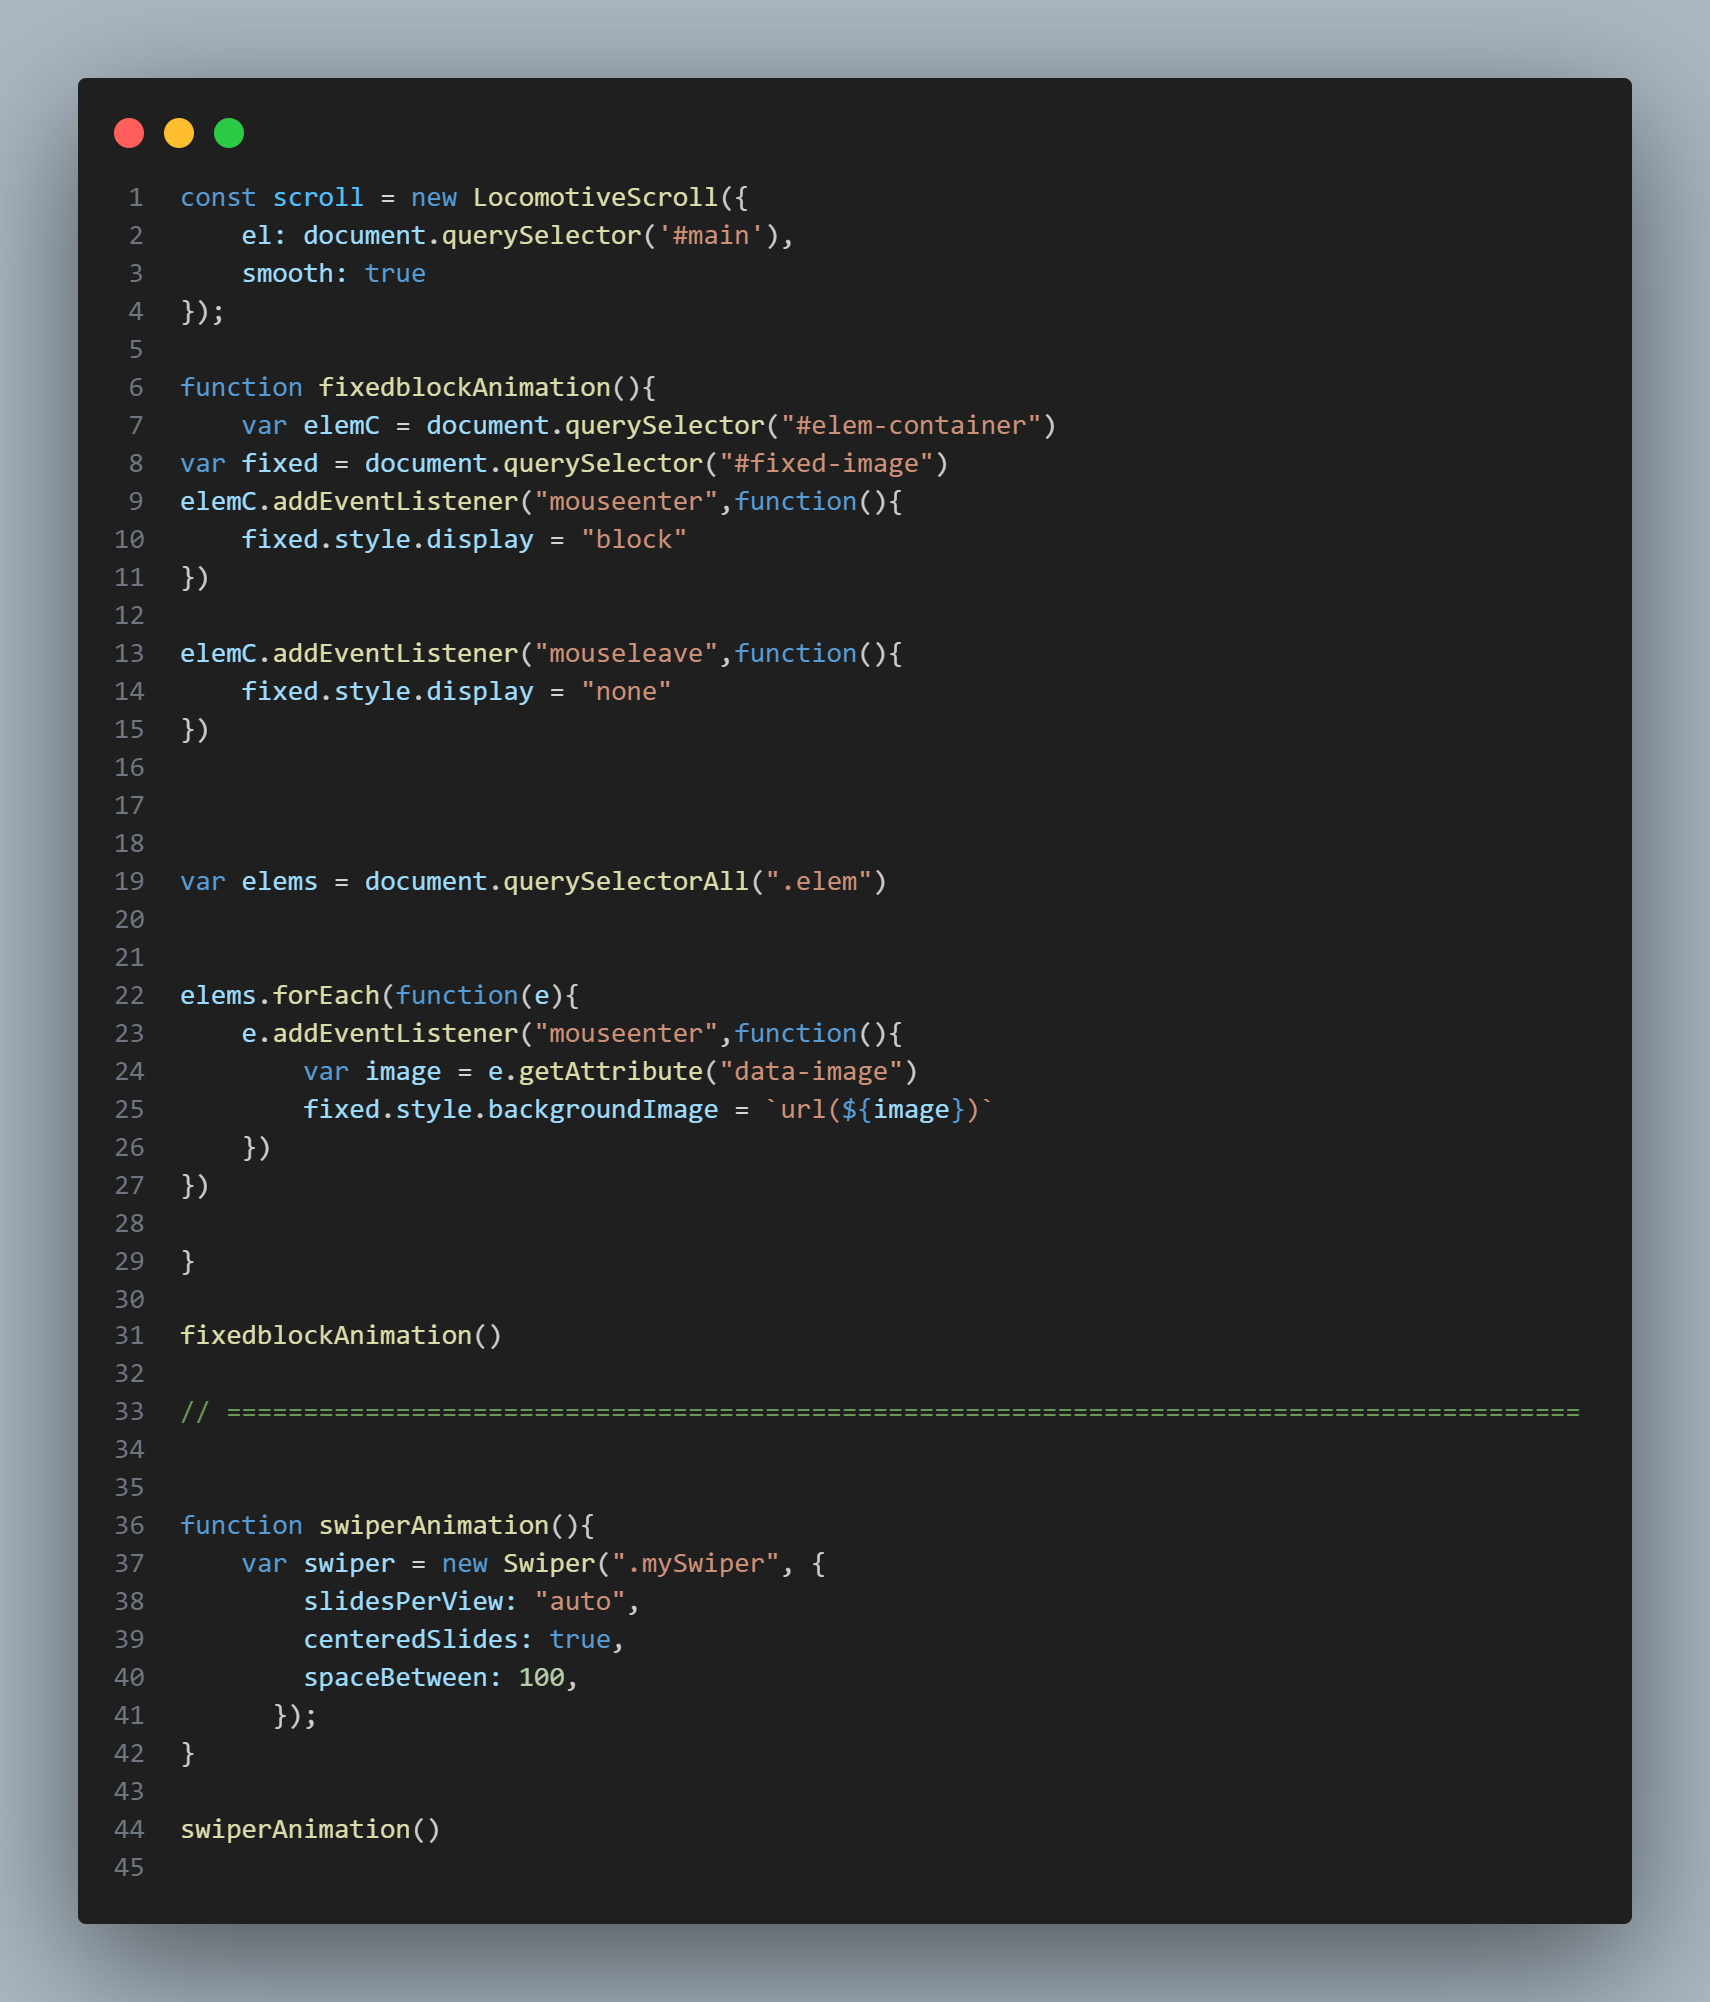 1 const scroll = new LocomotiveScroll({
2     el: document.querySelector('#main'),
3     smooth: true
4 });
5
6 function fixedblockAnimation(){
7     var elemC = document.querySelector("#elem-container")
8 var fixed = document.querySelector("#fixed-image")
9 elemC.addEventListener("mouseenter",function(){
10     fixed.style.display = "block"
11 })
12
13 elemC.addEventListener("mouseleave",function(){
14     fixed.style.display = "none"
15 })
16
17
18
19 var elems = document.querySelectorAll(".elem")
20
21
22 elems.forEach(function(e){
23     e.addEventListener("mouseenter",function(){
24         var image = e.getAttribute("data-image")
25         fixed.style.backgroundImage = `url(${image})`
26     })
27 })
28
29 }
30
31 fixedblockAnimation()
32
33 // ========================================================================================
34
35
36 function swiperAnimation(){
37     var swiper = new Swiper(".mySwiper", {
38         slidesPerView: "auto",
39         centeredSlides: true,
40         spaceBetween: 100,
41       });
42 }
43
44 swiperAnimation()
45